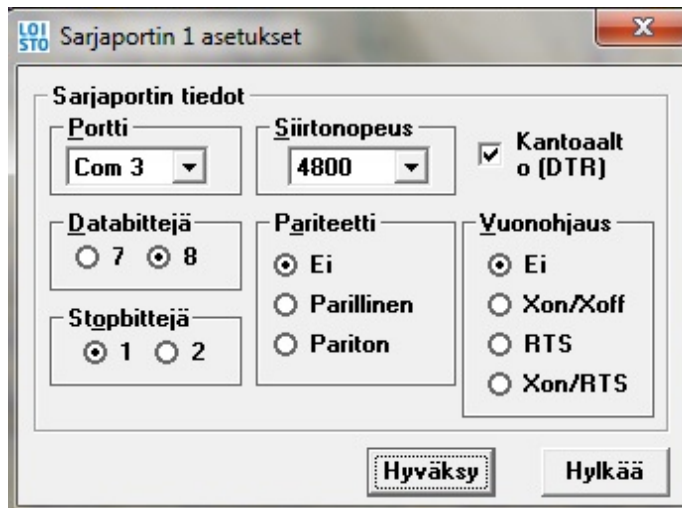 LOI
STO
Sarjaportin 1 asetukset
x
Sarjaportin tiedot
Portti
Com 3
Siirtonopeus
4800
Kantoaalt
o (DTR)
Databittejä
7 8
Pariteetti
Ei
Parillinen
Pariton
Vuonohjaus
Ei
Xon/Xoff
RTS
Xon/RTS
Stopbittejä
1 2
Hyväksy Hylkää